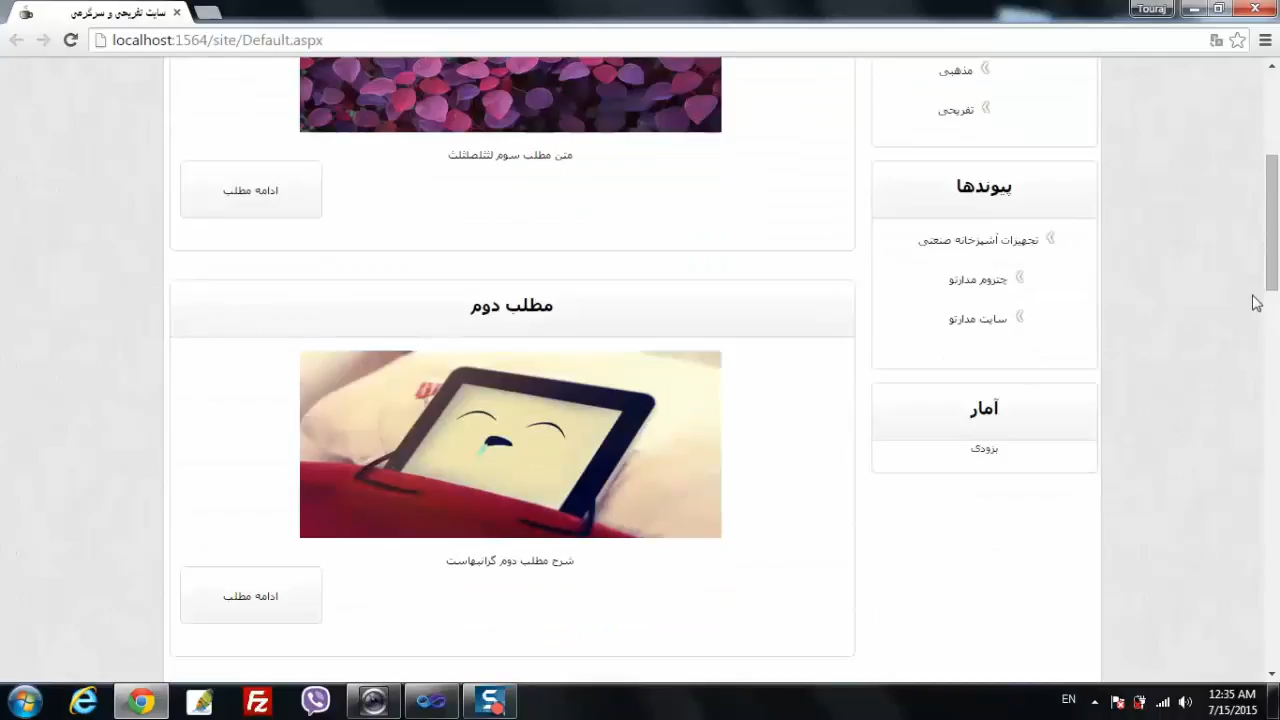 سایت تفریحی و سرگرمی
Touraj
localhost:1564/site/Default.aspx
مذهبی
تفریحی
متن مطلب سوم لثثلصلثلث
ادامه مطلب
پیوندها
تجهیزات آشپزخانه صنعتی
چتروم مدارتو
سایت مدارتو
مطلب دوم
آمار
بزودی
شرح مطلب دوم گرانبهاست
ادامه مطلب
EN
12:35 AM
7/15/2015